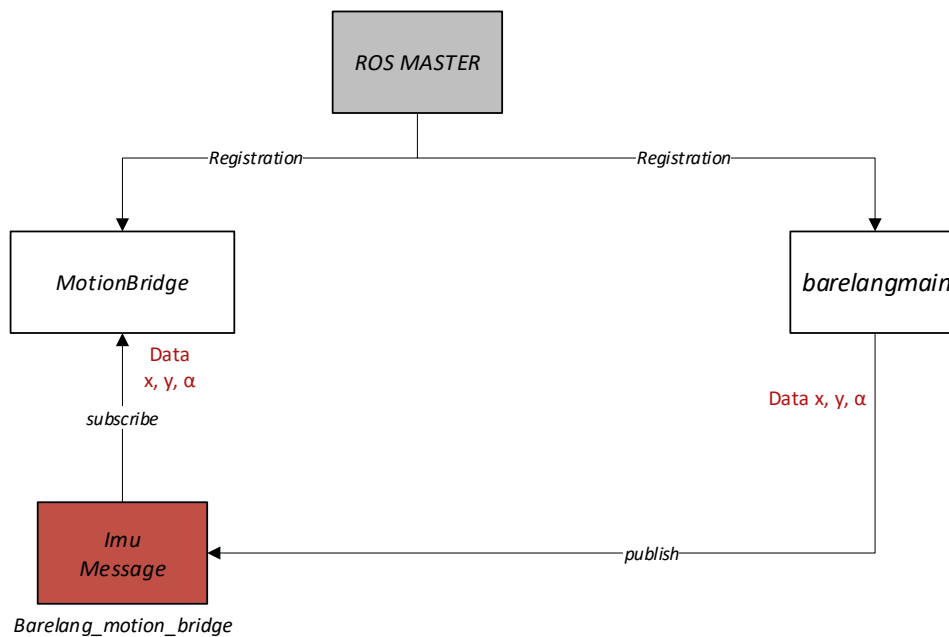 ROS MASTER
Registration
Registration
MotionBridge
barelangmain
Data
x, y, α
Data x, y, α
subscribe
Imu
Message
publish
Barelang_motion_bridge